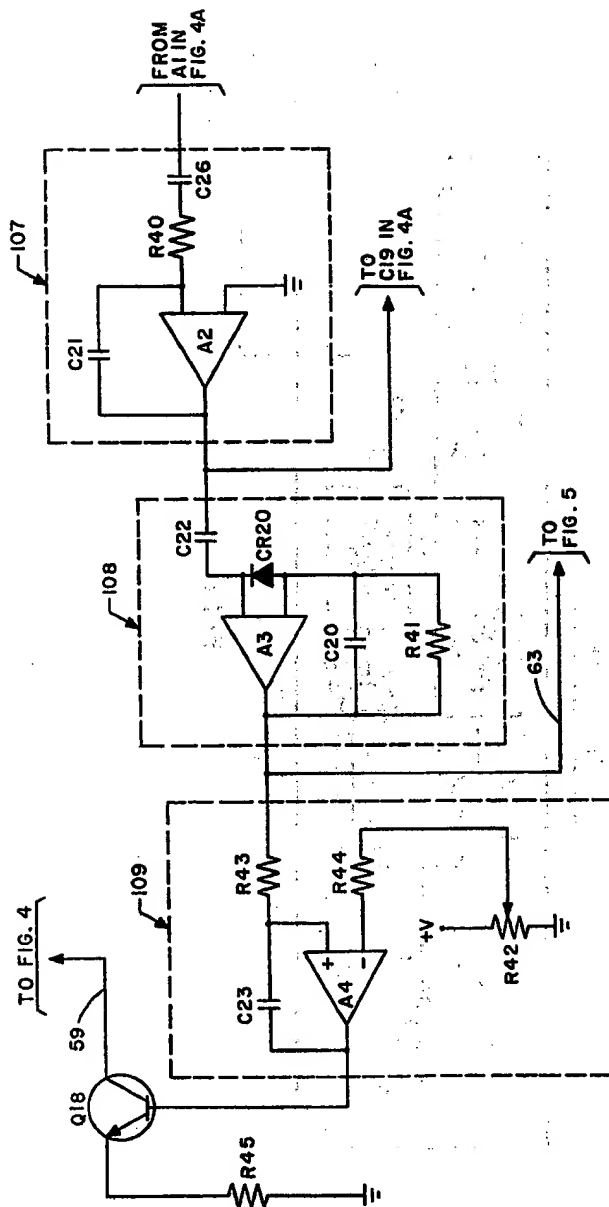 FROM
A1 IN
FIG. 4A
107
C26
R40
C21
A2
TO
C19 IN
FIG. 4A
108
C22
CR20
A3
C20
R41
TO
FIG. 5
63
109
R43
R44
+V
R42
C23
+
-
A4
TO FIG. 4
59
Q18
R45